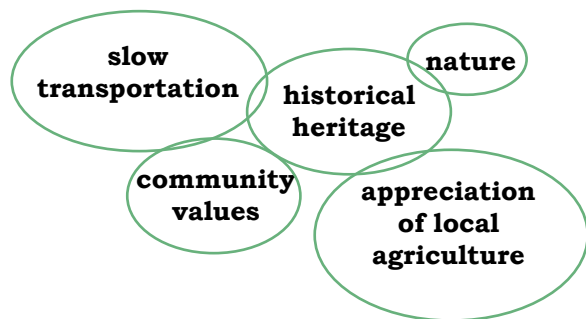 slow
transportation
historical
heritage
nature
community
values
appreciation
of local
agriculture